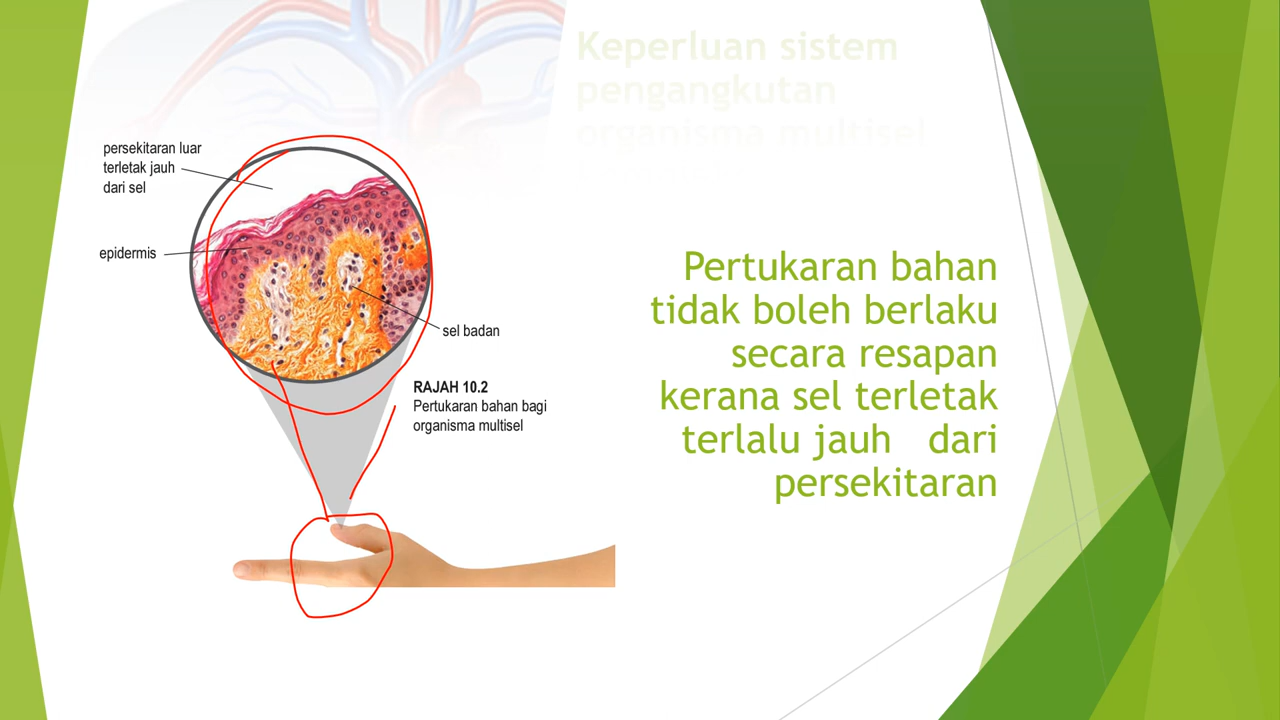 Keperluan sistem
pengangkutan
organisma multisel
persekitaran luar
terletak jauh
dari sel
epidermis
sel badan
RAJAH 10.2
Pertukaran bahan bagi
organisma multisel
Pertukaran bahan
tidak boleh berlaku
secara resapan
kerana sel terletak
terlalu jauh dari
persekitaran